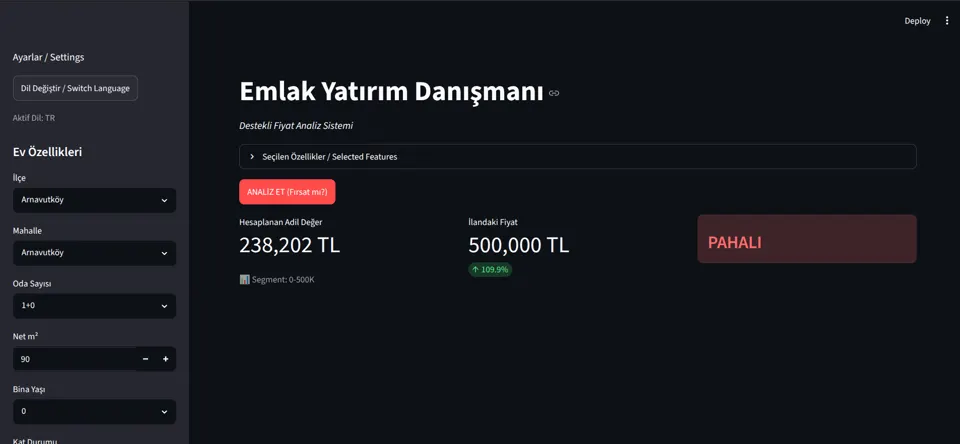 Deploy
Ayarlar / Settings
Dil Değiştir / Switch Language
Aktif Dil: TR
Ev Özellikleri
İlçe
Arnavutköy
Mahalle
Arnavutköy
Oda Sayısı
1+0
Net m²
90
Bina Yaşı
0
Kat Durumu
Emlak Yatırım Danışmanı
Destekli Fiyat Analiz Sistemi
Seçilen Özellikler / Selected Features
ANALİZ ET (Fırsat mı?)
Hesaplanan Adil Değer
238,202 TL
Segment: 0-500K
İlandaki Fiyat
500,000 TL
↑ 109.9%
PAHALI